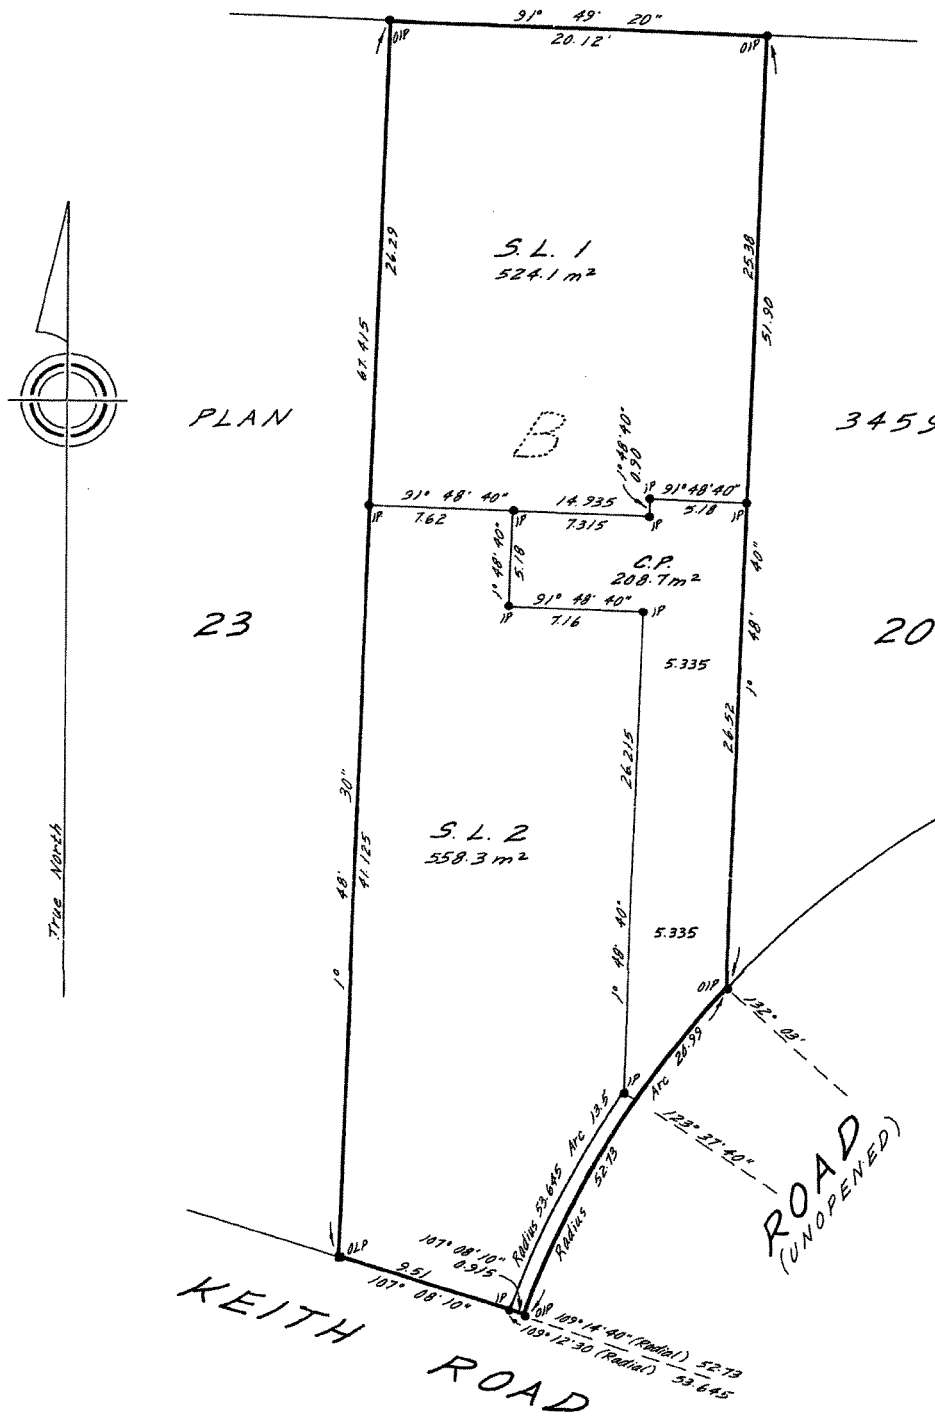 91° 49' 20"
20.12'
OIP
OIP
26.29
25.38
S. L. 1
524.1 m²
67.415
51.90
PLAN
B
3459
1° 48' 40"
0.90
IP
91° 48' 40"
5.18
IP
91° 48' 40"
7.62
IP
14.935
7.315
IP
1° 48' 40"
5.18
C.P.
208.7 m²
91° 48' 40"
7.16
IP
IP
23
20
1° 48' 40"
26.52
5.335
26.215
1° 48' 40"
5.335
S. L. 2
558.3 m²
1° 48' 30"
41.125
True North
OIP
132° 03'
Arc 20.99
IP
123° 37' 40"
Radius 53.645 Arc 13.5
Radius 52.73
ROAD
(UNOPENED)
OLP
9.51
107° 08' 10"
107° 08' 10"
0.915
IP
OIP
109° 14' 40" (Radial) 52.73
109° 12' 30 (Radial) 53.645
KEITH ROAD